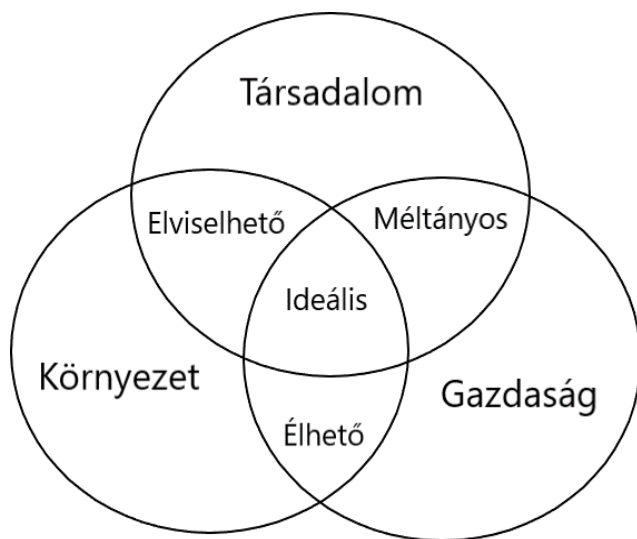 Társadalom
Elviselhető
Méltányos
Ideális
Környezet
Gazdaság
Élhető